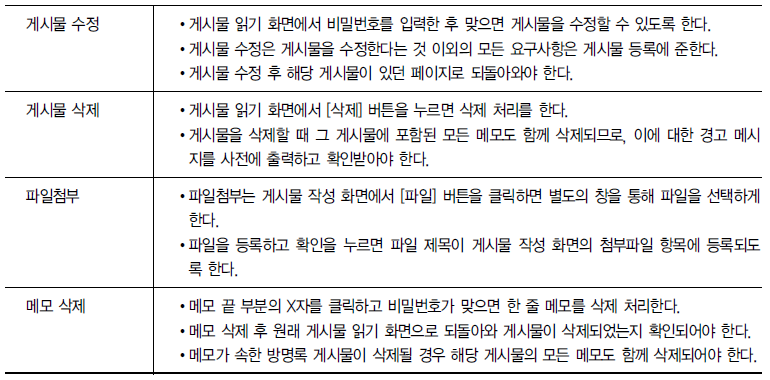 게시물 수정
• 게시물 읽기 화면에서 비밀번호를 입력한 후 맞으면 게시물을 수정할 수 있도록 한다.
• 게시물 수정은 게시물을 수정한다는 것 이외의 모든 요구사항은 게시물 등록에 준한다.
• 게시물 수정 후 해당 게시물이 있던 페이지로 되돌아와야 한다.
게시물 삭제
• 게시물 읽기 화면에서 [삭제] 버튼을 누르면 삭제 처리를 한다.
• 게시물을 삭제할 때 그 게시물에 포함된 모든 메모도 함께 삭제되므로, 이에 대한 경고 메시
지를 사전에 출력하고 확인받아야 한다.
파일첨부
• 파일첨부는 게시물 작성 화면에서 [파일] 버튼을 클릭하면 별도의 창을 통해 파일을 선택하게
한다.
• 파일을 등록하고 확인을 누르면 파일 제목이 게시물 작성 화면의 첨부파일 항목에 등록되도
록 한다.
메모 삭제
• 메모 끝 부분의 X자를 클릭하고 비밀번호가 맞으면 한 줄 메모를 삭제 처리한다.
• 메모 삭제 후 원래 게시물 읽기 화면으로 되돌아와 게시물이 삭제되었는지 확인되어야 한다.
• 메모가 속한 방명록 게시물이 삭제될 경우 해당 게시물의 모든 메모도 함께 삭제되어야 한다.